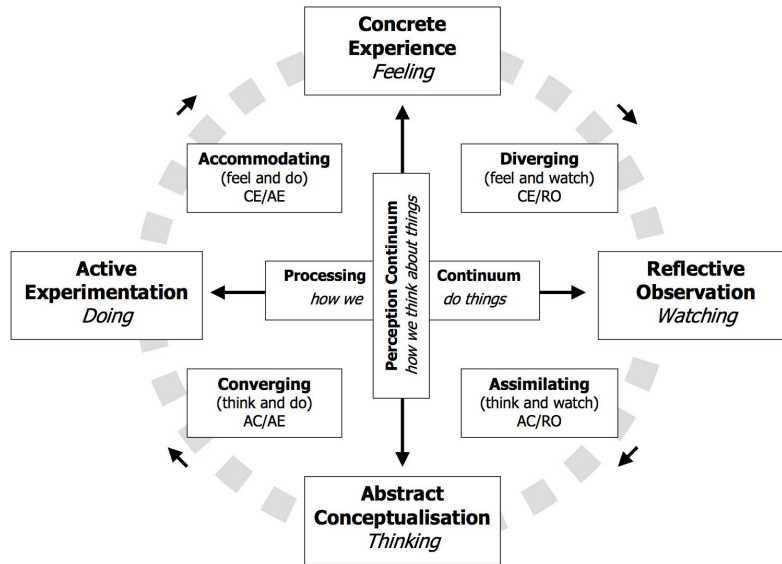 Concrete
Experience
Feeling
Accommodating
(feel and do)
CE/AE
Diverging
(feel and watch)
CE/RO
Active
Experimentation
Doing
Processing
how we
Perception Continuum
how we think about things
Continuum
do things
Reflective
Observation
Watching
Converging
(think and do)
AC/AE
Assimilating
(think and watch)
AC/RO
Abstract
Conceptualisation
Thinking